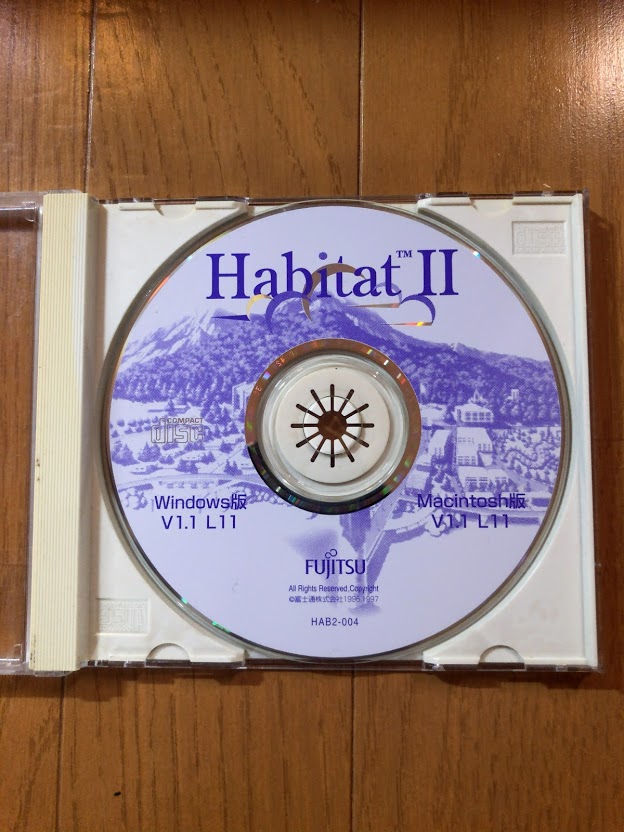 Habitat™ II
COMPACT
disc
Windows版
V1.1 L11
Macintosh版
V1.1 L11
FUJITSU
All Rights Reserved,Copyright
©富士通株式会社1996,1997
HAB2-004